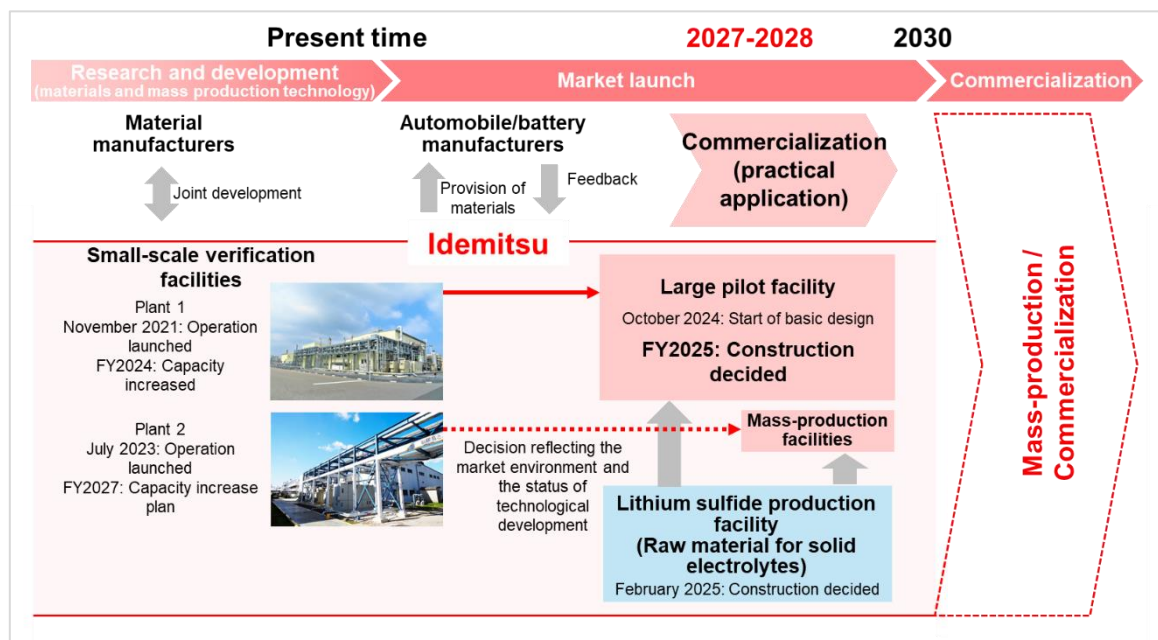 Present time
2027-2028
2030
Research and development
(materials and mass production technology)
Market launch
Commercialization
Material
manufacturers
Joint development
Automobile/battery
manufacturers
Provision of
materials
Feedback
Commercialization
(practical
application)
Idemitsu
Small-scale verification
facilities
Plant 1
November 2021: Operation
launched
FY2024: Capacity
increased
Plant 2
July 2023: Operation
launched
FY2027: Capacity increase
plan
Large pilot facility
October 2024: Start of basic design
FY2025: Construction
decided
Mass-production
facilities
Decision reflecting the
market environment and
the status of
technological
development
Lithium sulfide production
facility
(Raw material for solid
electrolytes)
February 2025: Construction decided
Mass-production /
Commercialization